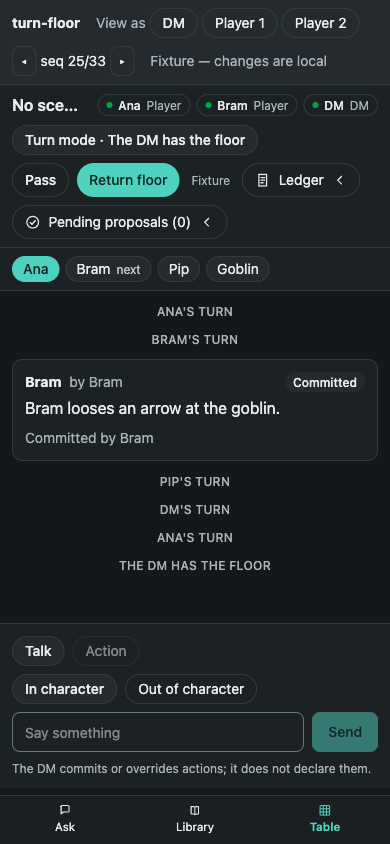 turn-floor View as DM Player 1 Player 2
seq 25/33 Fixture — changes are local
No sce... Ana Player Bram Player DM DM
Turn mode · The DM has the floor
Pass Return floor Fixture Ledger
Pending proposals (0)
Ana Bram next Pip Goblin
ANA'S TURN
BRAM'S TURN
Bram by Bram Committed
Bram looses an arrow at the goblin.
Committed by Bram
PIP'S TURN
DM'S TURN
ANA'S TURN
THE DM HAS THE FLOOR
Talk Action
In character Out of character
Say something Send
The DM commits or overrides actions; it does not declare them.
Ask Library Table